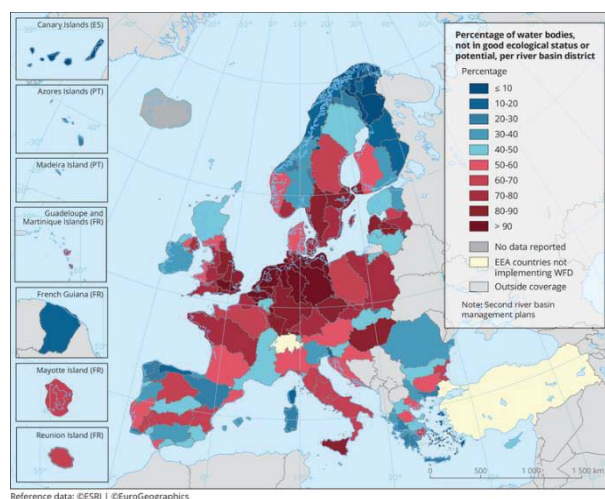 Canary Islands (ES)
Azores Islands (PT)
Madeira Island (PT)
Guadeloupe and
Martinique Islands (FR)
French Guiana (FR)
Mayotte Island (FR)
Reunion Island (FR)
Percentage of water bodies,
not in good ecological status or
potential, per river basin district
Percentage
≤ 10
10-20
20-30
30-40
40-50
50-60
60-70
70-80
80-90
> 90
No data reported
EEA countries not
implementing WFD
Outside coverage
Note: Second river basin
management plans
0 500 1 000 1 500 km
Reference data: ©ESRI | ©EuroGeographics